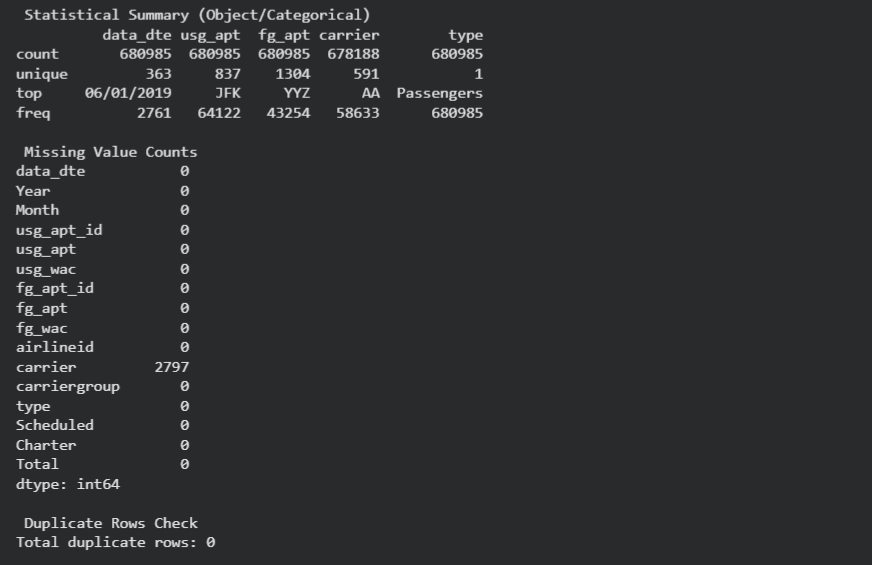 Statistical Summary (Object/Categorical)
data_dte usg_apt fg_apt carrier type
count 680985 680985 680985 678188 680985
unique 363 837 1304 591 1
top 06/01/2019 JFK YYZ AA Passengers
freq 2761 64122 43254 58633 680985
Missing Value Counts
data_dte 0
Year 0
Month 0
usg_apt_id 0
usg_apt 0
usg_wac 0
fg_apt_id 0
fg_apt 0
fg_wac 0
airlineid 0
carrier 2797
carriergroup 0
type 0
Scheduled 0
Charter 0
Total 0
dtype: int64
Duplicate Rows Check
Total duplicate rows: 0